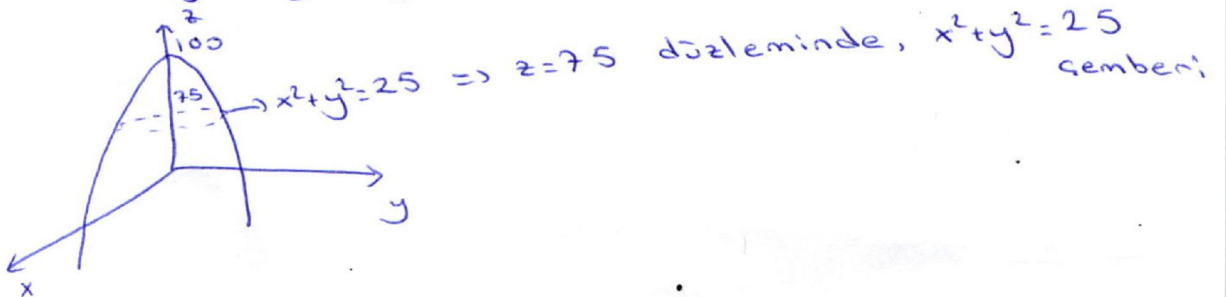 z
100
75
x²+y²=25 => z=75 düzleminde, x²+y²=25
çemberi
y
x